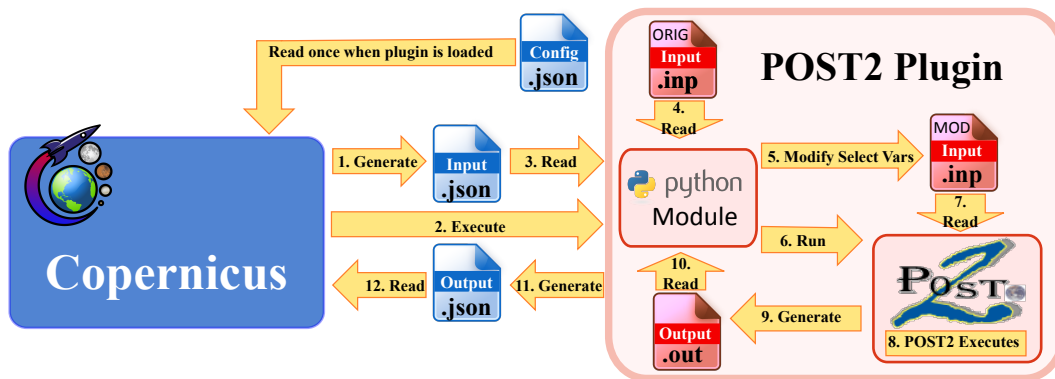 Read once when plugin is loaded
Config
.json
ORIG
Input
.inp
POST2 Plugin
4.
Read
1. Generate
Input
.json
3. Read
python
Module
5. Modify Select Vars
MOD
Input
.inp
7.
Read
2. Execute
6. Run
Copernicus
12. Read
Output
.json
11. Generate
10.
Read
Output
.out
9. Generate
POST2
8. POST2 Executes